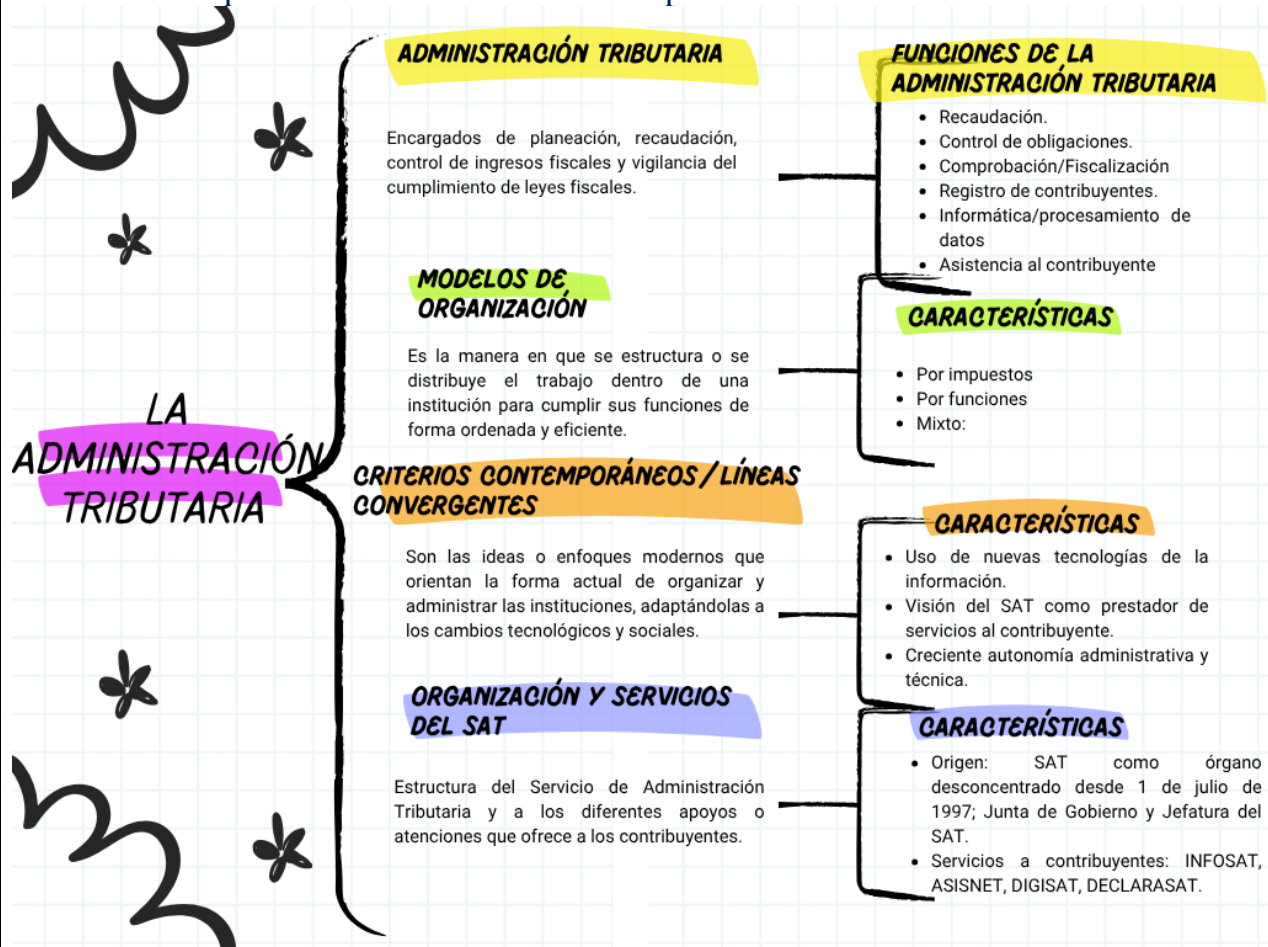 LA
ADMINISTRACIÓN
TRIBUTARIA
ADMINISTRACIÓN TRIBUTARIA
Encargados de planeación, recaudación,
control de ingresos fiscales y vigilancia del
cumplimiento de leyes fiscales.
FUNCIONES DE LA
ADMINISTRACIÓN TRIBUTARIA
• Recaudación.
• Control de obligaciones.
• Comprobación/Fiscalización
• Registro de contribuyentes.
• Informática/procesamiento de
datos
• Asistencia al contribuyente
MODELOS DE
ORGANIZACIÓN
Es la manera en que se estructura o se
distribuye el trabajo dentro de una
institución para cumplir sus funciones de
forma ordenada y eficiente.
CARACTERÍSTICAS
• Por impuestos
• Por funciones
• Mixto:
CRITERIOS CONTEMPORÁNEOS/LÍNEAS
CONVERGENTES
Son las ideas o enfoques modernos que
orientan la forma actual de organizar y
administrar las instituciones, adaptándolas a
los cambios tecnológicos y sociales.
CARACTERÍSTICAS
• Uso de nuevas tecnologías de la
información.
• Visión del SAT como prestador de
servicios al contribuyente.
• Creciente autonomía administrativa y
técnica.
ORGANIZACIÓN Y SERVICIOS
DEL SAT
Estructura del Servicio de Administración
Tributaria y a los diferentes apoyos o
atenciones que ofrece a los contribuyentes.
CARACTERÍSTICAS
• Origen: SAT como órgano
desconcentrado desde 1 de julio de
1997; Junta de Gobierno y Jefatura del
SAT.
• Servicios a contribuyentes: INFOSAT,
ASISNET, DIGISAT, DECLARASAT.